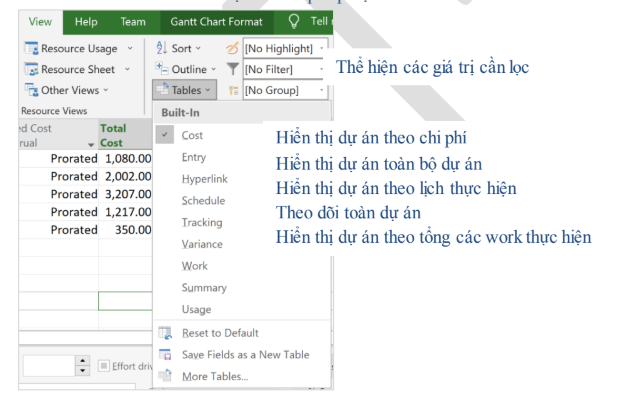 View Help Team Gantt Chart Format Tell
Resource Usage Sort [No Highlight]
Resource Sheet Outline [No Filter] Thể hiện các giá trị cần lọc
Other Views Tables [No Group]
Resource Views Built-In
ed Cost Total
rual Cost
Cost Hiển thị dự án theo chi phí
Prorated 1,080.00 Entry Hiển thị dự án toàn bộ dự án
Prorated 2,002.00 Hyperlink Hiển thị dự án theo lịch thực hiện
Prorated 3,207.00 Schedule Theo dõi toàn dự án
Prorated 1,217.00 Tracking Hiển thị dự án theo tổng các work thực hiện
Prorated 350.00 Variance
Work
Summary
Usage
Reset to Default
Save Fields as a New Table
Effort driv More Tables...